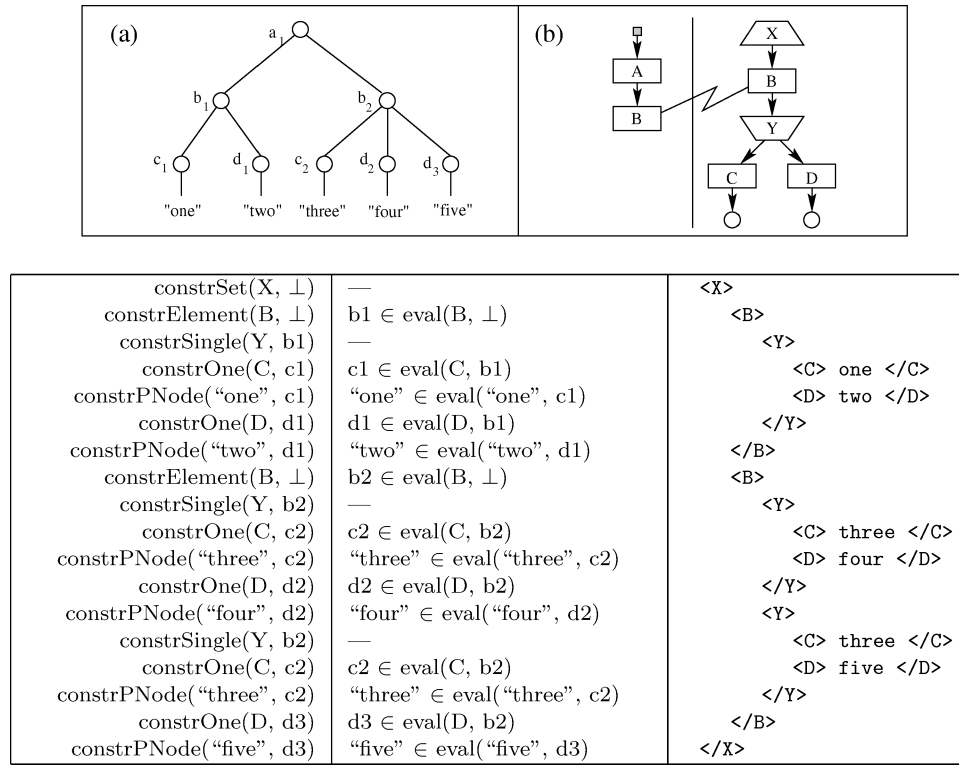 (a)
a1
b1
b2
c1
d1
c2
d2
d3
"one" "two" "three" "four" "five"
(b)
A
B
X
B
Y
C D
constrSet(X, ⊥) — <X>
constrElement(B, ⊥) b1 ∈ eval(B, ⊥) <B>
constrSingle(Y, b1) — <Y>
constrOne(C, c1) c1 ∈ eval(C, b1) <C> one </C>
constrPNode(“one”, c1) “one” ∈ eval(“one”, c1) <D> two </D>
constrOne(D, d1) d1 ∈ eval(D, b1) </Y>
constrPNode(“two”, d1) “two” ∈ eval(“two”, d1) </B>
constrElement(B, ⊥) b2 ∈ eval(B, ⊥) <B>
constrSingle(Y, b2) — <Y>
constrOne(C, c2) c2 ∈ eval(C, b2) <C> three </C>
constrPNode(“three”, c2) “three” ∈ eval(“three”, c2) <D> four </D>
constrOne(D, d2) d2 ∈ eval(D, b2) </Y>
constrPNode(“four”, d2) “four” ∈ eval(“four”, d2) <Y>
constrSingle(Y, b2) — <C> three </C>
constrOne(C, c2) c2 ∈ eval(C, b2) <D> five </D>
constrPNode(“three”, c2) “three” ∈ eval(“three”, c2) </Y>
constrOne(D, d3) d3 ∈ eval(D, b2) </B>
constrPNode(“five”, d3) “five” ∈ eval(“five”, d3) </X>